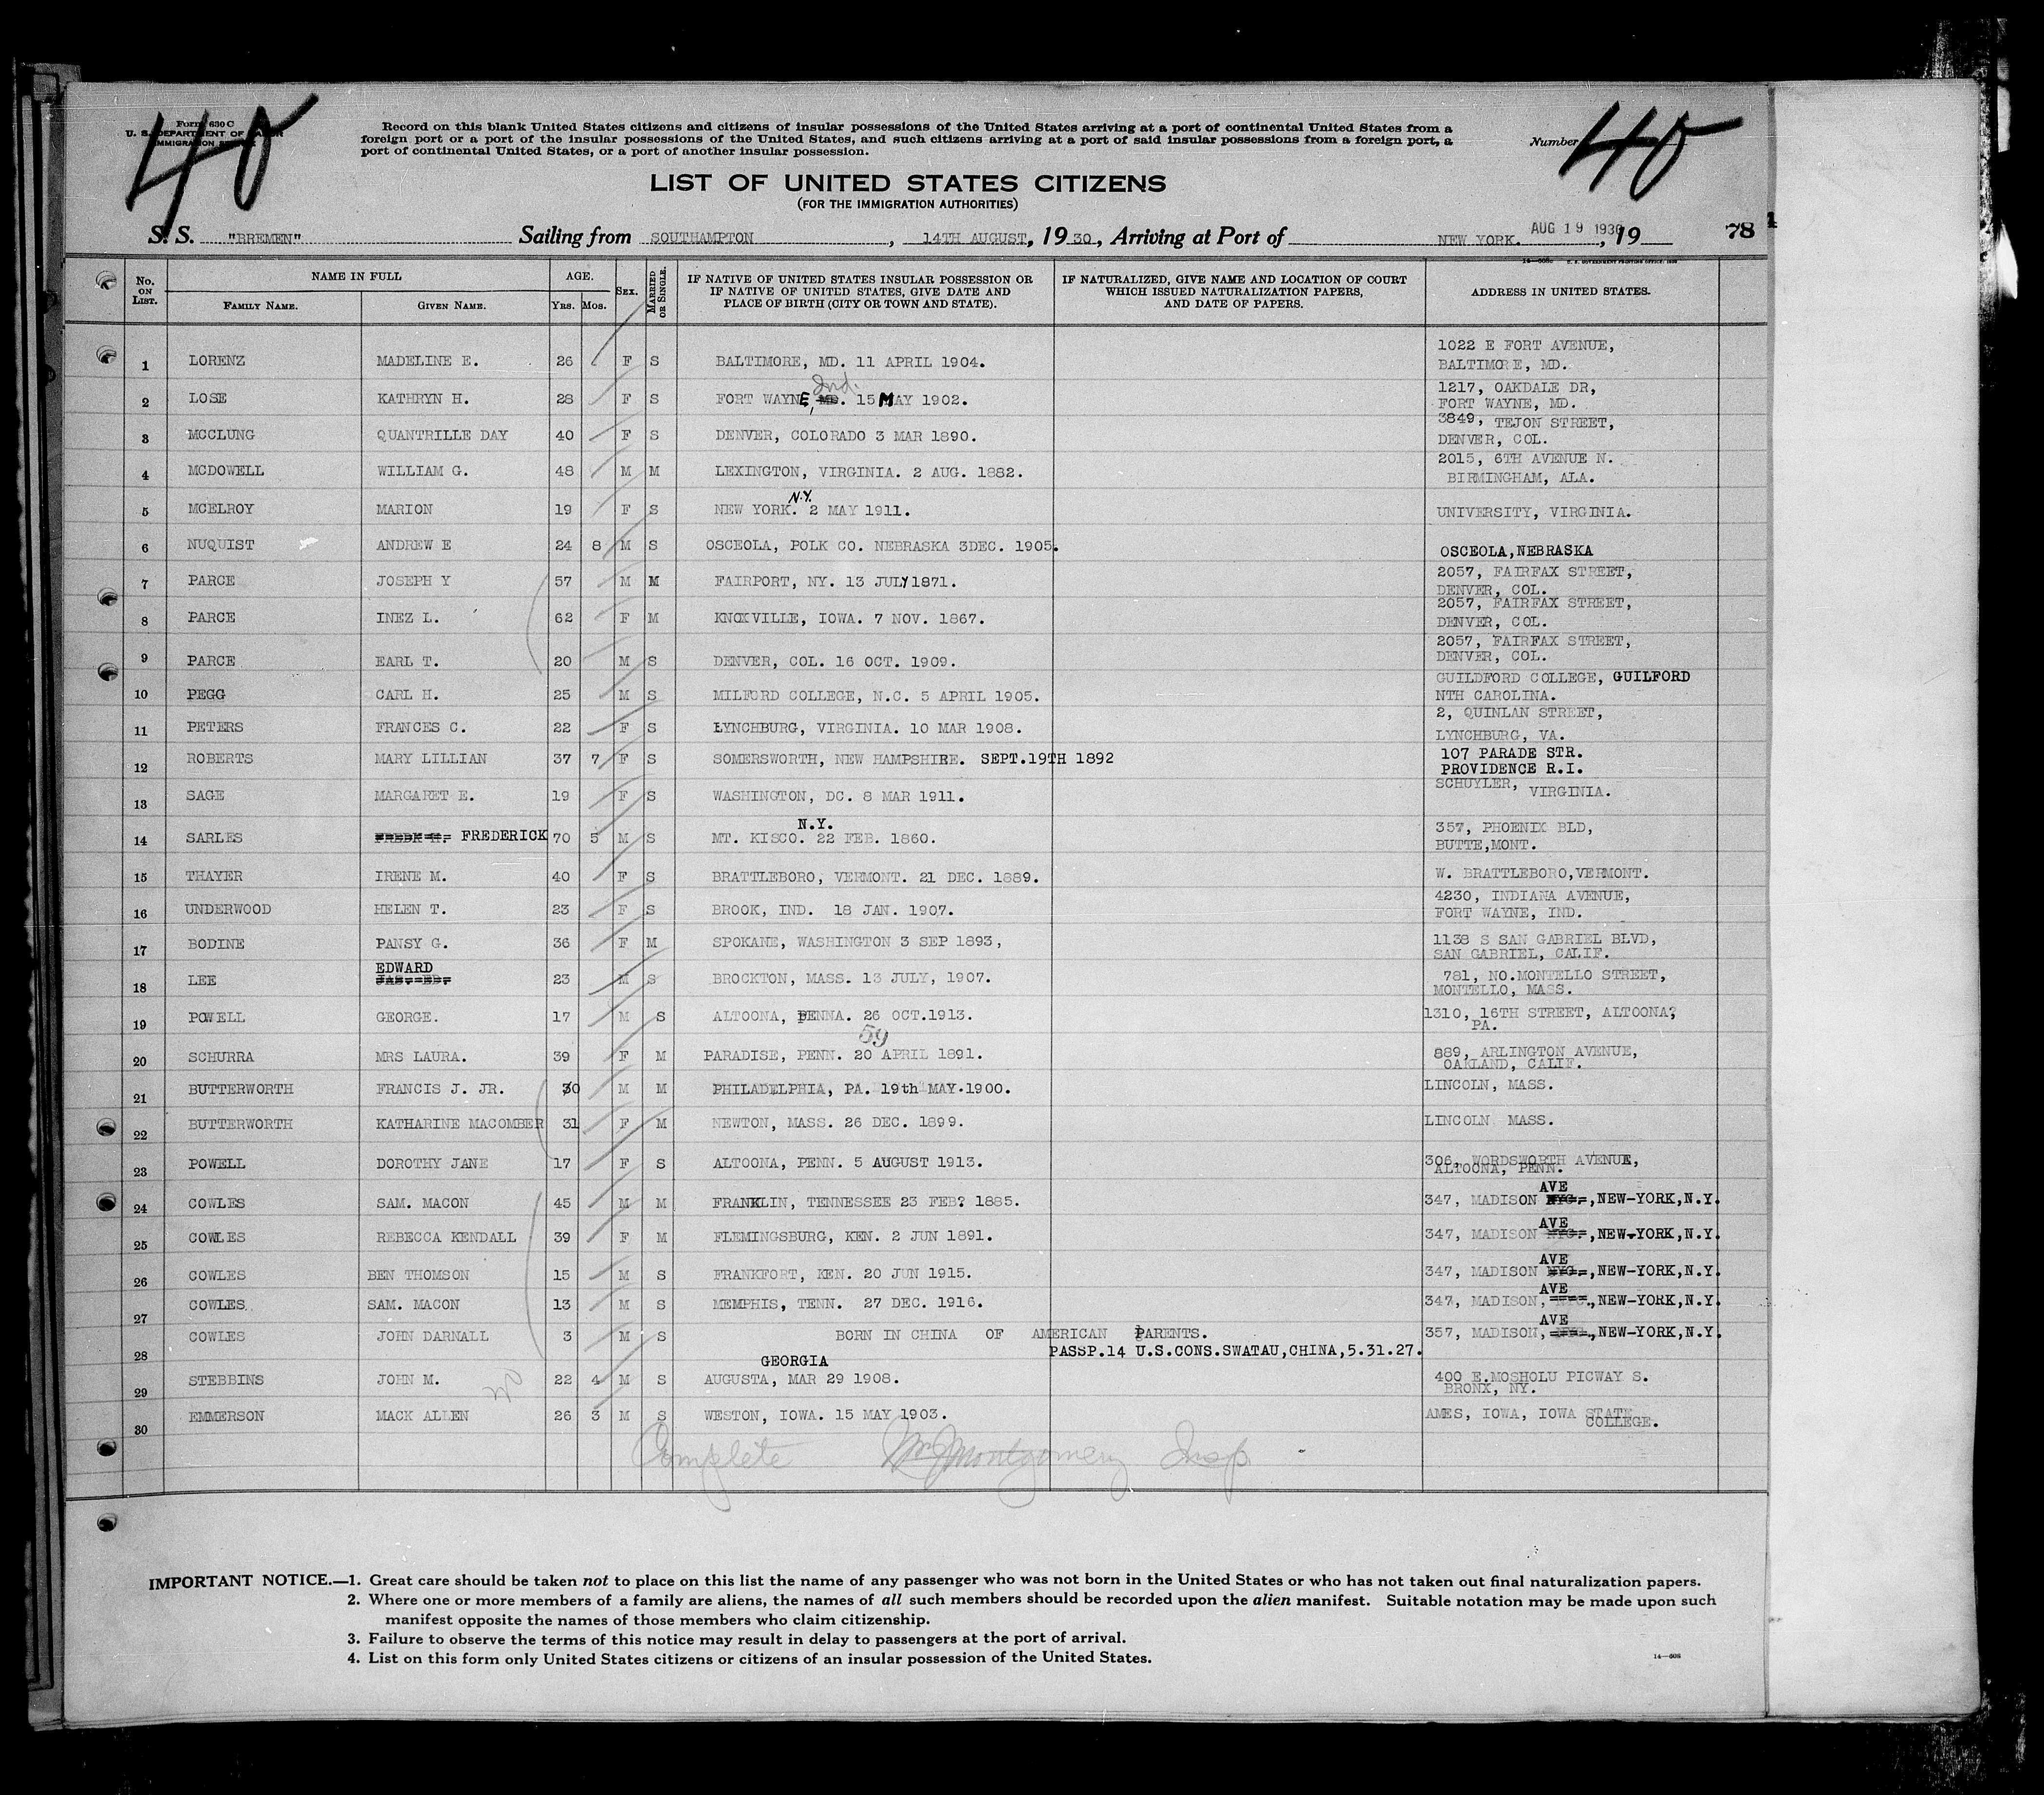 40
Form 630 C
U. S. DEPARTMENT OF LABOR
IMMIGRATION SERVICE
Record on this blank United States citizens and citizens of insular possessions of the United States arriving at a port of continental United States from a
foreign port or a port of the insular possessions of the United States, and such citizens arriving at a port of said insular possessions from a foreign port, a
port of continental United States, or a port of another insular possession.
Number 40
LIST OF UNITED STATES CITIZENS
(FOR THE IMMIGRATION AUTHORITIES)
S. S. "BREMEN" Sailing from SOUTHAMPTON, 14TH AUGUST, 19 30, Arriving at Port of NEW YORK. AUG 19 1930, 19 78
No. ON LIST. NAME IN FULL FAMILY NAME. GIVEN NAME. AGE. YRS. MOS. SEX. MARRIED OR SINGLE. IF NATIVE OF UNITED STATES INSULAR POSSESSION OR IF NATIVE OF UNITED STATES, GIVE DATE AND PLACE OF BIRTH (CITY OR TOWN AND STATE). IF NATURALIZED, GIVE NAME AND LOCATION OF COURT WHICH ISSUED NATURALIZATION PAPERS, AND DATE OF PAPERS. ADDRESS IN UNITED STATES.
1 LORENZ MADELINE E. 26 F S BALTIMORE, MD. 11 APRIL 1904. 1022 E FORT AVENUE, BALTIMORE, MD.
2 LOSE KATHRYN H. 28 F S FORT WAYNE, MD. Ind. 15 MAY 1902. 1217, OAKDALE DR, FORT WAYNE, MD.
3 MCCLUNG QUANTRILLE DAY 40 F S DENVER, COLORADO 3 MAR 1890. 3849, TEJON STREET, DENVER, COL.
4 MCDOWELL WILLIAM G. 48 M M LEXINGTON, VIRGINIA. 2 AUG. 1882. 2015, 6TH AVENUE N. BIRMINGHAM, ALA.
5 MCELROY MARION 19 F S NEW YORK. N.Y. 2 MAY 1911. UNIVERSITY, VIRGINIA.
6 NUQUIST ANDREW E 24 8 M S OSCEOLA, POLK CO. NEBRASKA 3DEC. 1905. OSCEOLA, NEBRASKA
7 PARCE JOSEPH Y 57 M M FAIRPORT, NY. 13 JULY 1871. 2057, FAIRFAX STREET, DENVER, COL.
8 PARCE INEZ L. 62 F M KNOXVILLE, IOWA. 7 NOV. 1867. 2057, FAIRFAX STREET, DENVER, COL.
9 PARCE EARL T. 20 M S DENVER, COL. 16 OCT. 1909. 2057, FAIRFAX STREET, DENVER, COL.
10 PEGG CARL H. 25 M S MILFORD COLLEGE, N.C. 5 APRIL 1905. GUILDFORD COLLEGE, GUILFORD NTH CAROLINA.
11 PETERS FRANCES C. 22 F S LYNCHBURG, VIRGINIA. 10 MAR 1908. 2, QUINLAN STREET, LYNCHBURG, VA.
12 ROBERTS MARY LILLIAN 37 7 F S SOMERSWORTH, NEW HAMPSHIRE. SEPT.19TH 1892 107 PARADE STR. PROVIDENCE R.I.
13 SAGE MARGARET E. 19 F S WASHINGTON, DC. 8 MAR 1911. SCHUYLER, VIRGINIA.
14 SARLES FREDK H. FREDERICK 70 5 M S MT. KISCO. N.Y. 22 FEB. 1860. 357, PHOENIX BLD, BUTTE,MONT.
15 THAYER IRENE M. 40 F S BRATTLEBORO, VERMONT. 21 DEC. 1889. W. BRATTLEBORO, VERMONT.
16 UNDERWOOD HELEN T. 23 F S BROOK, IND. 18 JAN. 1907. 4230, INDIANA AVENUE, FORT WAYNE, IND.
17 BODINE PANSY G. 36 F M SPOKANE, WASHINGTON 3 SEP 1893, 1138 S SAN GABRIEL BLVD, SAN GABRIEL, CALIF.
18 LEE EDWARD JAS. ED. 23 M S BROCKTON, MASS. 13 JULY, 1907. 781, NO.MONTELLO STREET, MONTELLO, MASS.
19 POWELL GEORGE. 17 M S ALTOONA, PENNA. 26 OCT.1913. 1310, 16TH STREET, ALTOONA? PA.
59
20 SCHURRA MRS LAURA. 39 F M PARADISE, PENN. 20 APRIL 1891. 889, ARLINGTON AVENUE, OAKLAND, CALIF.
21 BUTTERWORTH FRANCIS J. JR. 30 M M PHILADELPHIA, PA. 19th MAY.1900. LINCOLN, MASS.
22 BUTTERWORTH KATHARINE MACOMBER 31 F M NEWTON, MASS. 26 DEC. 1899. LINCOLN MASS.
23 POWELL DOROTHY JANE 17 F S ALTOONA, PENN. 5 AUGUST 1913. 306, WORDSWORTH AVENUE, ALTOONA, PENN.
24 COWLES SAM. MACON 45 M M FRANKLIN, TENNESSEE 23 FEB? 1885. 347, MADISON AVE NYC., NEW-YORK, N.Y.
25 COWLES REBECCA KENDALL 39 F M FLEMINGSBURG, KEN. 2 JUN 1891. 347, MADISON AVE NYC., NEW-YORK, N.Y.
26 COWLES BEN THOMSON 15 M S FRANKFORT, KEN. 20 JUN 1915. 347, MADISON AVE NYC., NEW-YORK, N.Y.
27 COWLES. SAM. MACON 13 M S MEMPHIS, TENN. 27 DEC. 1916. 347, MADISON, AVE NYC., NEW-YORK, N.Y.
28 COWLES JOHN DARNALL 3 M S BORN IN CHINA OF AMERICAN PARENTS. PASSP.14 U.S.CONS.SWATAU,CHINA,5.31.27. 357, MADISON, AVE NYC., NEW-YORK, N.Y.
29 STEBBINS JOHN M. 22 4 M S AUGUSTA, GEORGIA MAR 29 1908. 400 E.MOSHOLU PICWAY S. BRONX, NY.
30 EMMERSON MACK ALLEN 26 3 M S WESTON, IOWA. 15 MAY 1903. AMES, IOWA, IOWA STATE COLLEGE.
Complete Wm J Montgomery Insp.
IMPORTANT NOTICE.—1. Great care should be taken not to place on this list the name of any passenger who was not born in the United States or who has not taken out final naturalization papers.
2. Where one or more members of a family are aliens, the names of all such members should be recorded upon the alien manifest. Suitable notation may be made upon such
manifest opposite the names of those members who claim citizenship.
3. Failure to observe the terms of this notice may result in delay to passengers at the port of arrival.
4. List on this form only United States citizens or citizens of an insular possession of the United States.
14—608